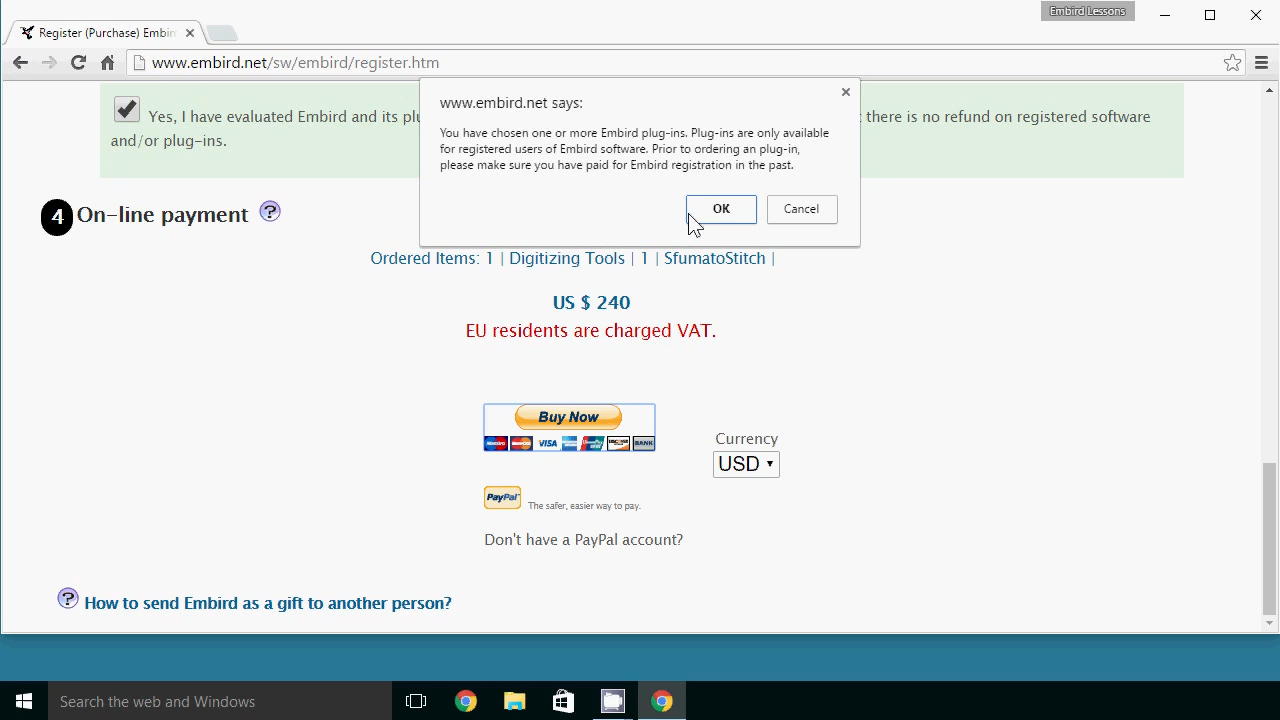 Embird Lessons
Register (Purchase) Embir
www.embird.net/sw/embird/register.htm
www.embird.net says:
You have chosen one or more Embird plug-ins. Plug-ins are only available
for registered users of Embird software. Prior to ordering an plug-in,
please make sure you have paid for Embird registration in the past.
OK
Cancel
Yes, I have evaluated Embird and its plu
there is no refund on registered software
and/or plug-ins.
4 On-line payment ?
Ordered Items: 1 | Digitizing Tools | 1 | SfumatoStitch |
US $ 240
EU residents are charged VAT.
Buy Now
Maestro MasterCard VISA DISCOVER BANK
Currency
USD
PayPal The safer, easier way to pay.
Don't have a PayPal account?
? How to send Embird as a gift to another person?
Search the web and Windows